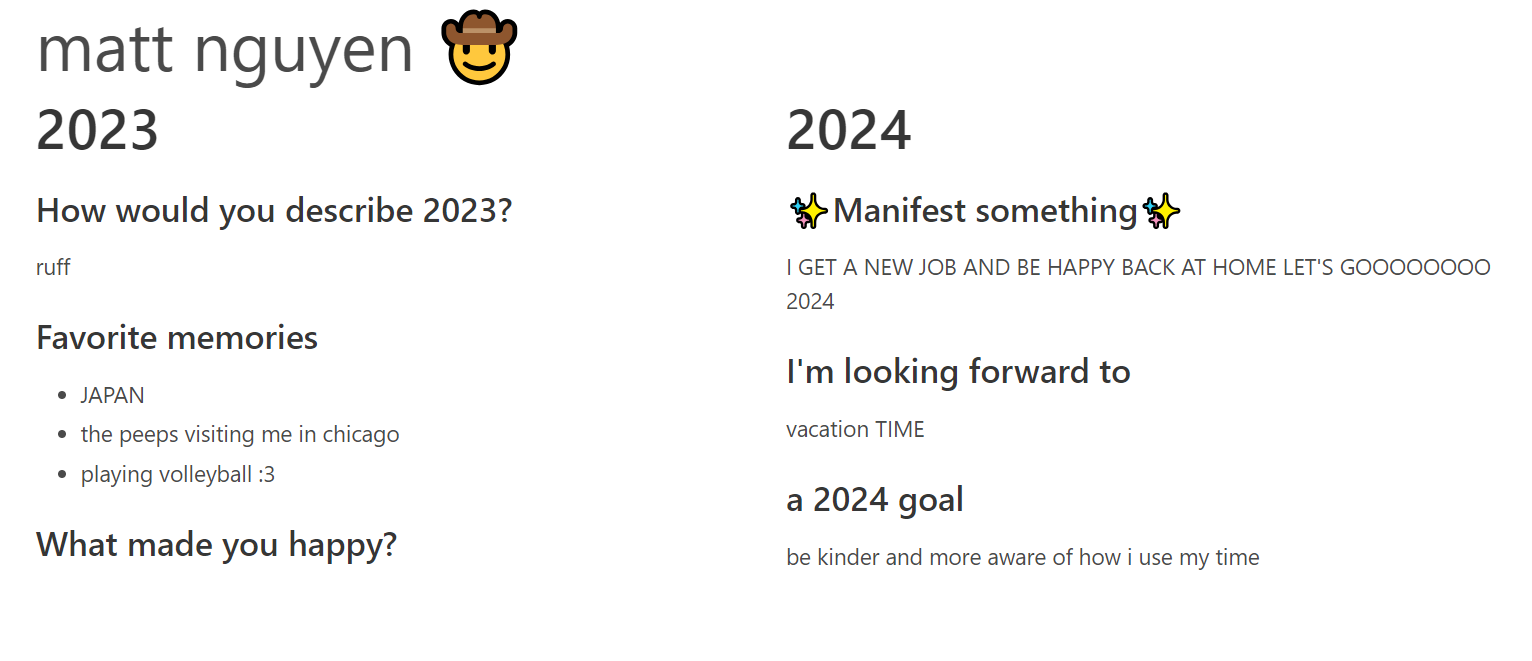 matt nguyen 🤠
2023
How would you describe 2023?
ruff
Favorite memories
• JAPAN
• the peeps visiting me in chicago
• playing volleyball :3
What made you happy?
2024
✨Manifest something✨
I GET A NEW JOB AND BE HAPPY BACK AT HOME LET'S GOOOOOOOO
2024
I'm looking forward to
vacation TIME
a 2024 goal
be kinder and more aware of how i use my time